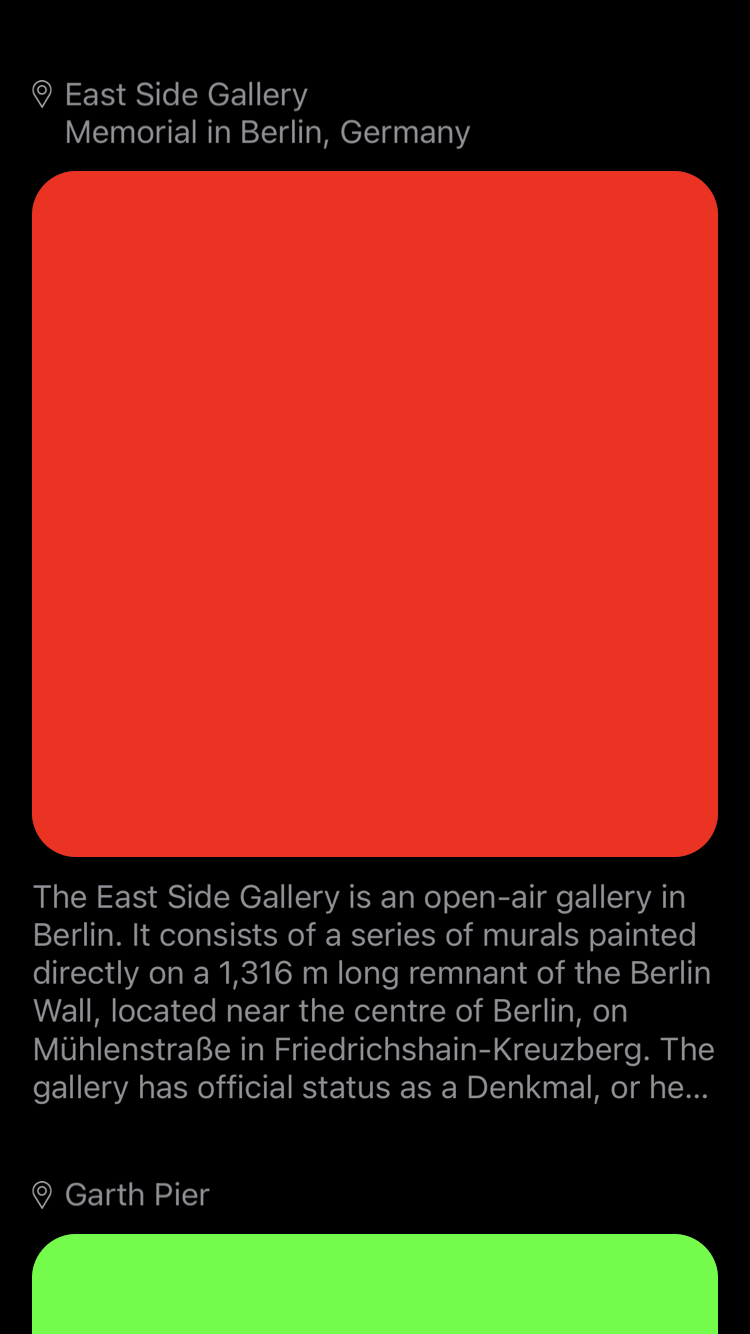 East Side Gallery
Memorial in Berlin, Germany
The East Side Gallery is an open-air gallery in
Berlin. It consists of a series of murals painted
directly on a 1,316 m long remnant of the Berlin
Wall, located near the centre of Berlin, on
Mühlenstraße in Friedrichshain-Kreuzberg. The
gallery has official status as a Denkmal, or he...
Garth Pier